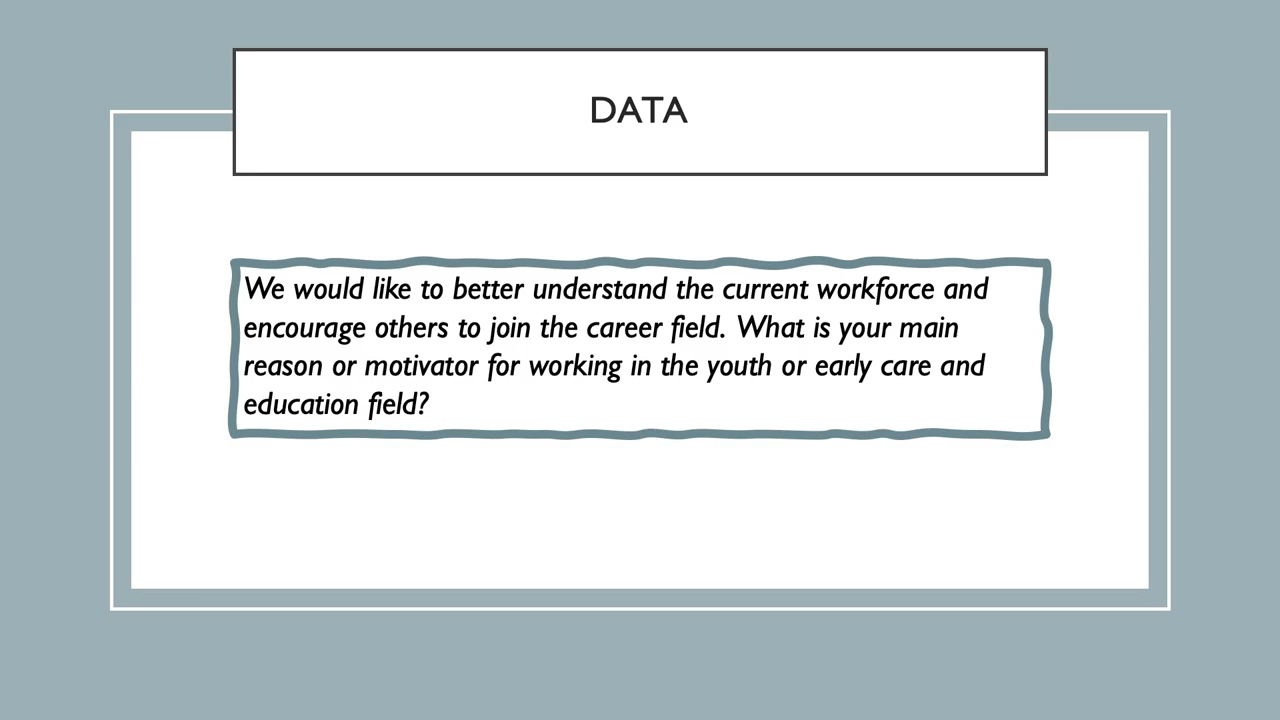 DATA
We would like to better understand the current workforce and
encourage others to join the career field. What is your main
reason or motivator for working in the youth or early care and
education field?